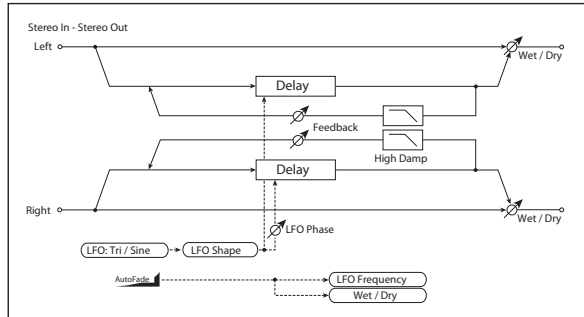 Stereo In - Stereo Out
Left
Wet / Dry
Delay
Feedback
High Damp
Delay
Right
LFO Phase
Wet / Dry
LFO: Tri / Sine
LFO Shape
AutoFade
LFO Frequency
Wet / Dry